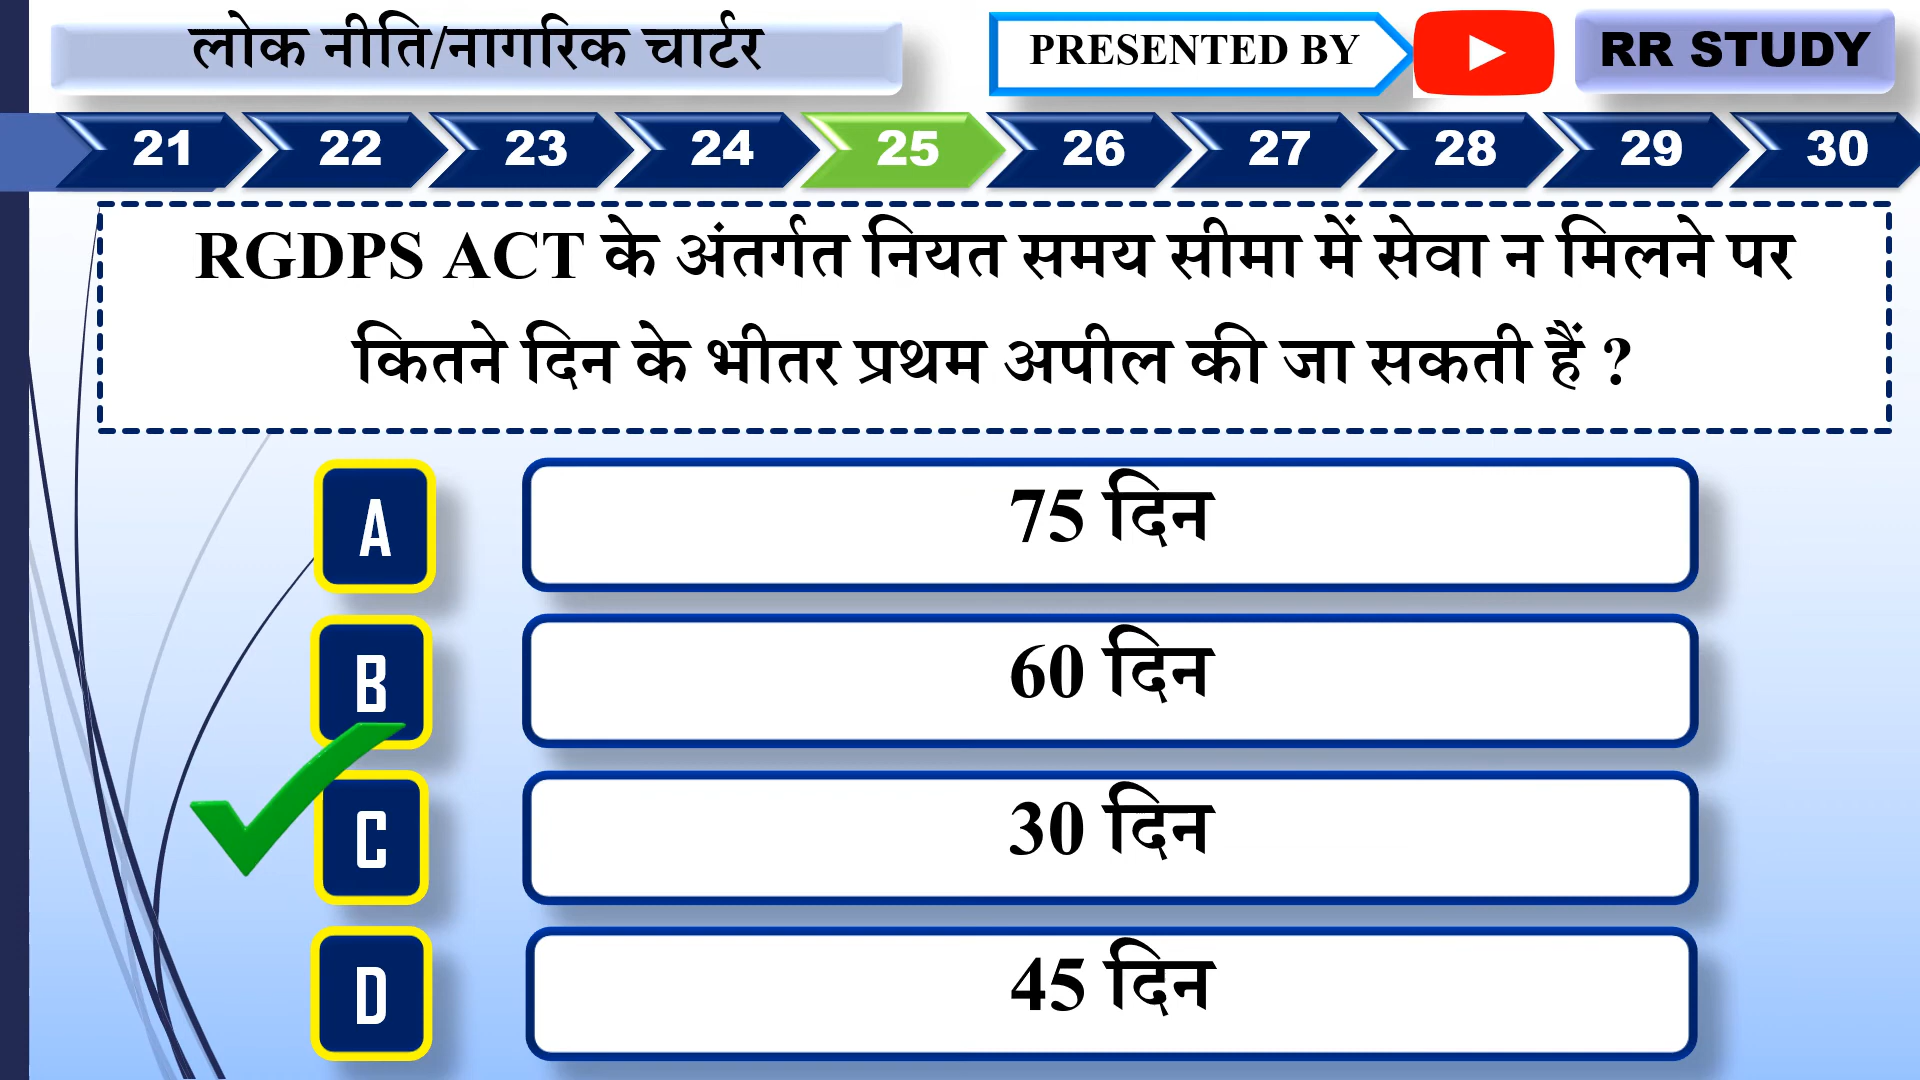 लोक नीति/नागरिक चार्टर
PRESENTED BY
RR STUDY
21 22 23 24 25 26 27 28 29 30
RGDPS ACT के अंतर्गत नियत समय सीमा में सेवा न मिलने पर
कितने दिन के भीतर प्रथम अपील की जा सकती हैं ?
A 75 दिन
B 60 दिन
C 30 दिन
D 45 दिन